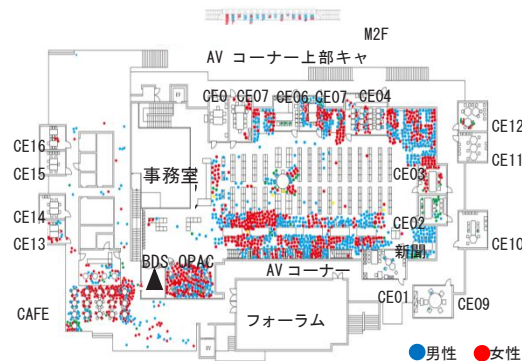 M2F
AV コーナー上部キャ
CE0
CE07
CE06
CE07
CE04
CE12
CE11
CE16
CE15
CE03
事務室
CE14
CE13
CE02
新聞
CE10
BDS
OPAC
AV コーナー
CE01
CE09
CAFE
フォーラム
男性
女性